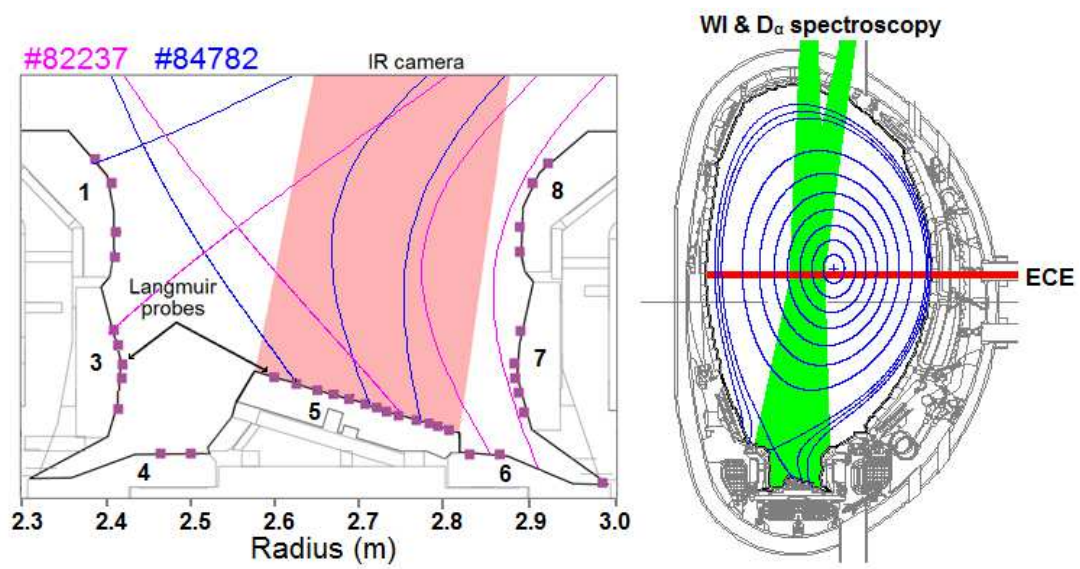 #82237 #84782
IR camera
1
8
Langmuir
probes
3
7
5
4
6
2.3 2.4 2.5 2.6 2.7 2.8 2.9 3.0
Radius (m)
WI & Dα spectroscopy
ECE